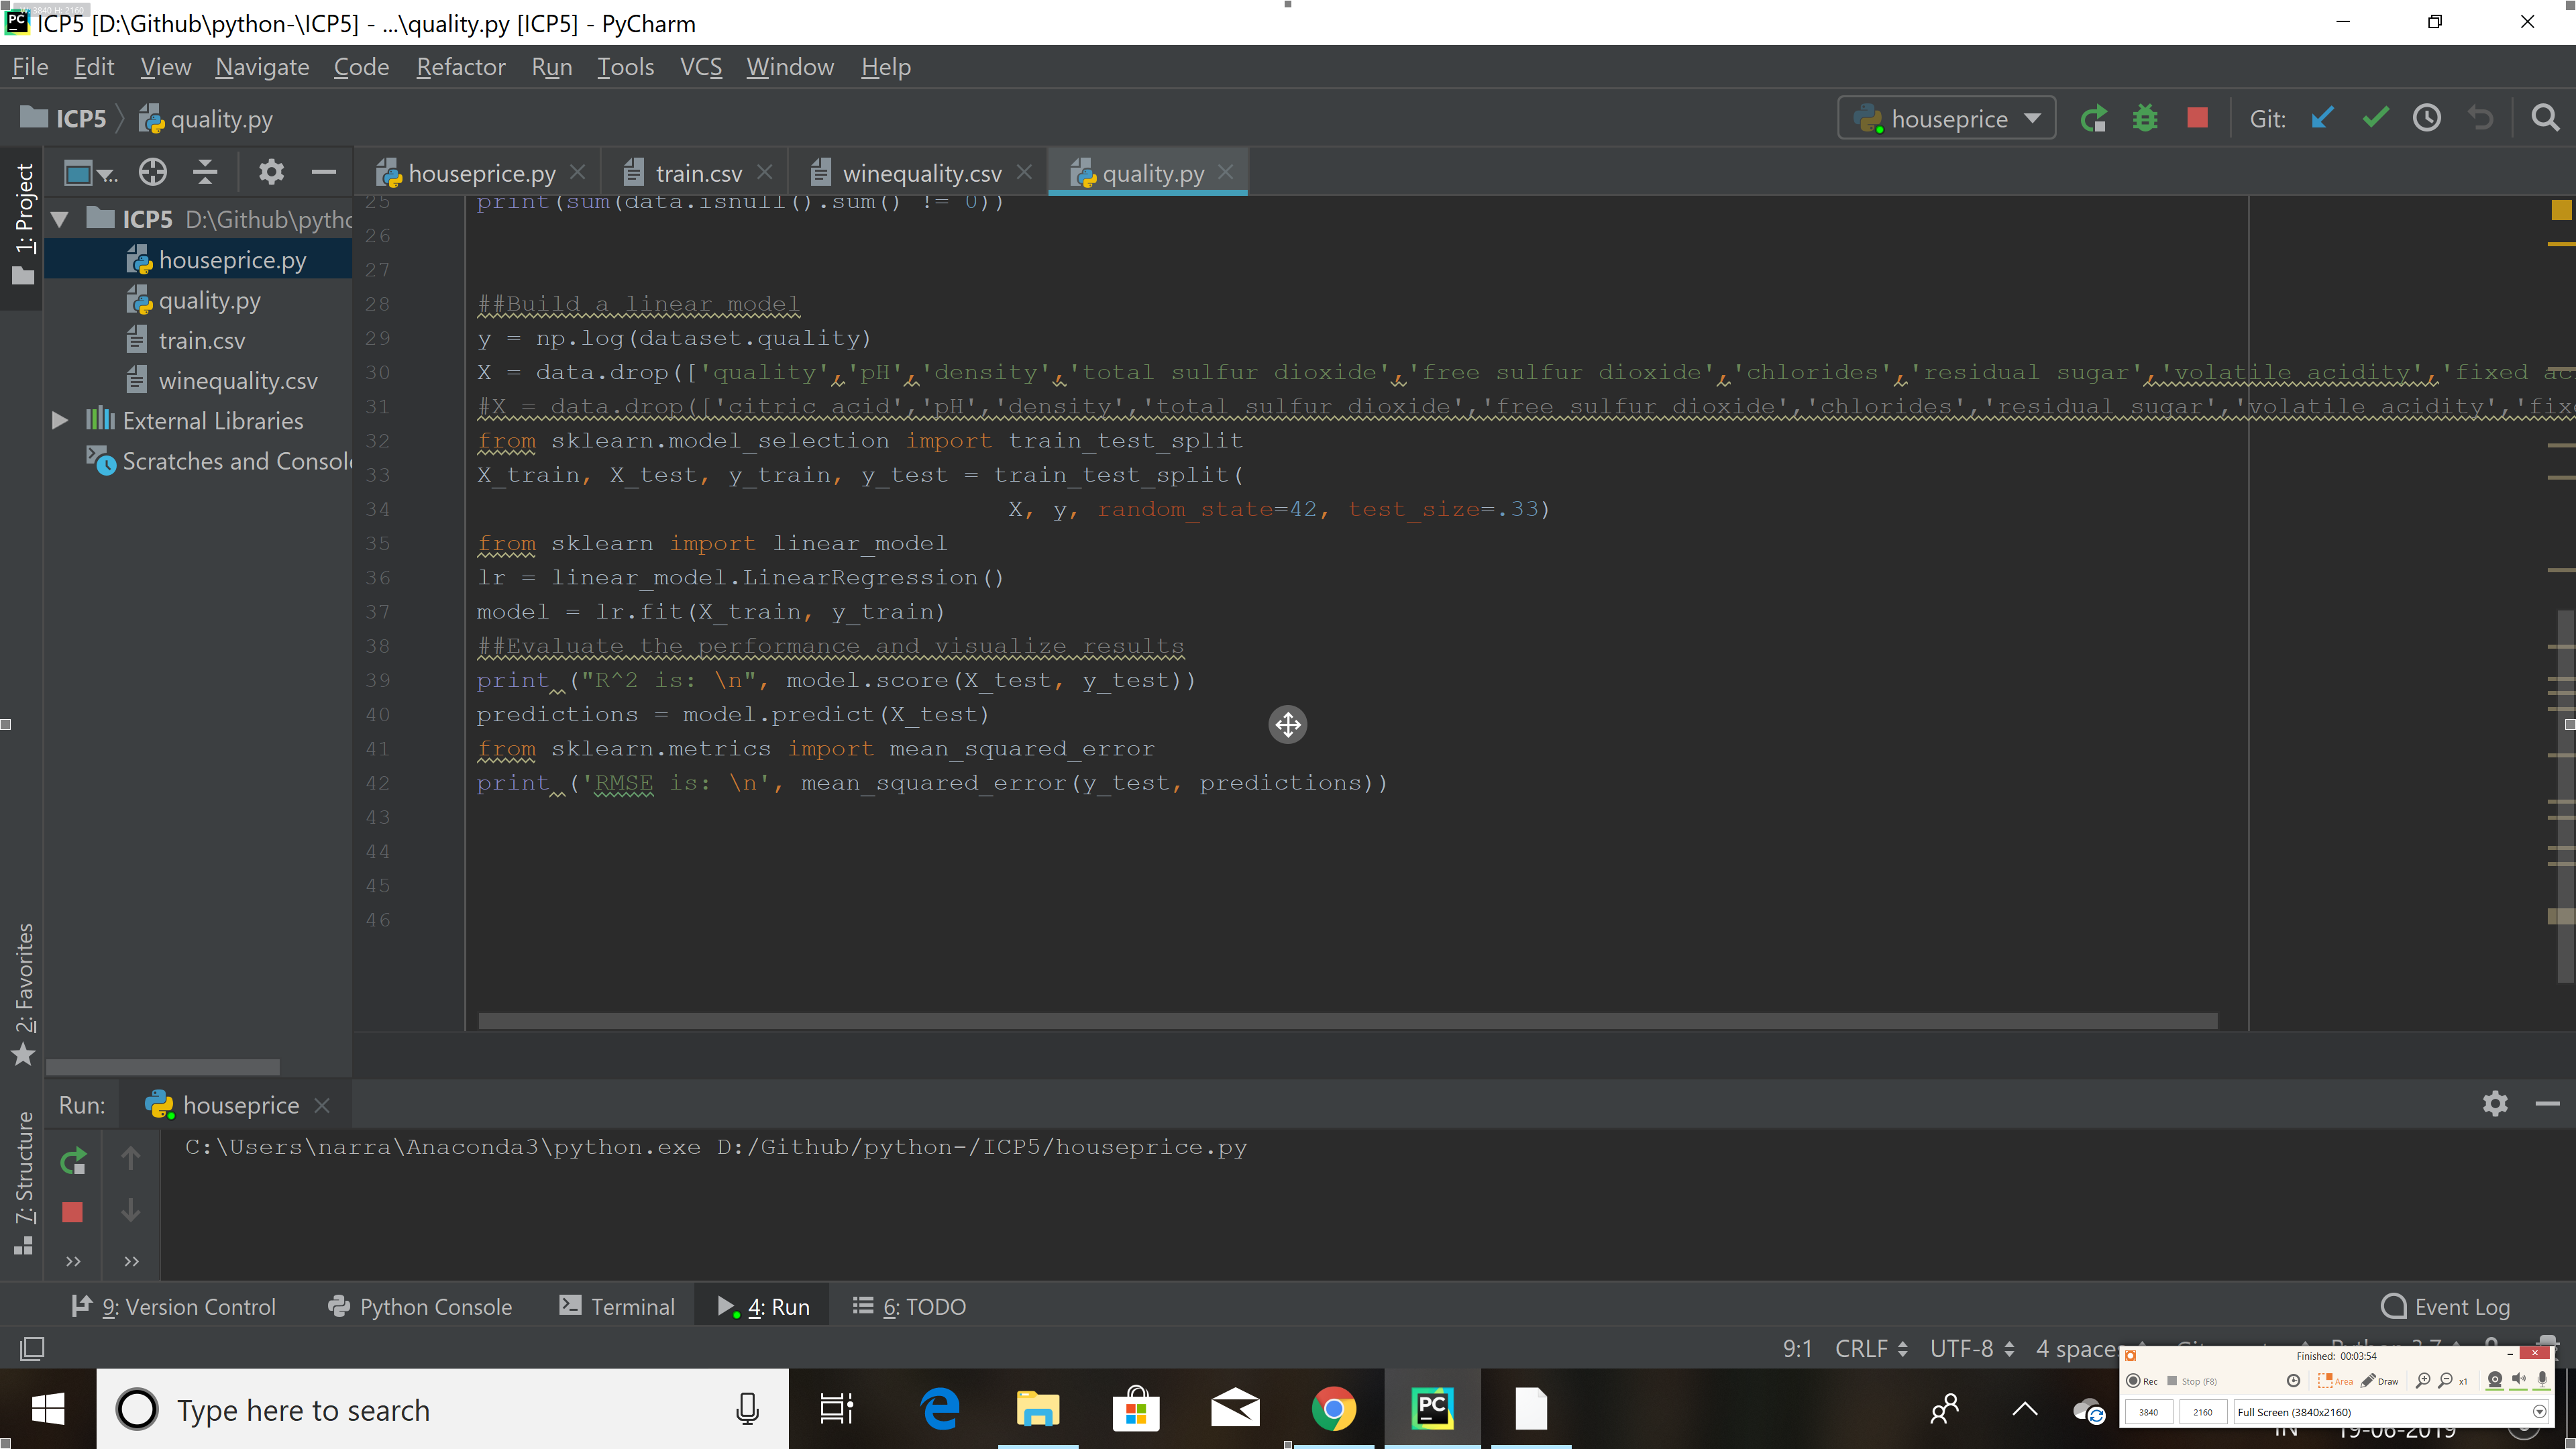 W: 3840 H: 2160
ICP5 [D:\Github\python-\ICP5] - ...\quality.py [ICP5] - PyCharm
File Edit View Navigate Code Refactor Run Tools VCS Window Help
ICP5 quality.py
houseprice
Git:
1: Project
houseprice.py
train.csv
winequality.csv
quality.py
ICP5 D:\Github\pytho
houseprice.py
quality.py
train.csv
winequality.csv
External Libraries
Scratches and Console
25 print(sum(data.isnull().sum() != 0))
26
27
28 ##Build a linear model
29 y = np.log(dataset.quality)
30 X = data.drop(['quality','pH','density','total sulfur dioxide','free sulfur dioxide','chlorides','residual sugar','volatile acidity','fixed ac
31 #X = data.drop(['citric acid','pH','density','total sulfur dioxide','free sulfur dioxide','chlorides','residual sugar','volatile acidity','fixe
32 from sklearn.model_selection import train_test_split
33 X_train, X_test, y_train, y_test = train_test_split(
34 X, y, random_state=42, test_size=.33)
35 from sklearn import linear_model
36 lr = linear_model.LinearRegression()
37 model = lr.fit(X_train, y_train)
38 ##Evaluate the performance and visualize results
39 print ("R^2 is: \n", model.score(X_test, y_test))
40 predictions = model.predict(X_test)
41 from sklearn.metrics import mean_squared_error
42 print ('RMSE is: \n', mean_squared_error(y_test, predictions))
43
44
45
46
2: Favorites
7: Structure
Run: houseprice
C:\Users\narra\Anaconda3\python.exe D:/Github/python-/ICP5/houseprice.py
9: Version Control Python Console Terminal 4: Run 6: TODO Event Log
9:1 CRLF UTF-8 4 spaces
Finished: 00:03:54
Rec Stop (F8) Area Draw x1
3840 2160 Full Screen (3840x2160)
Type here to search
PC
IN 19-06-2019